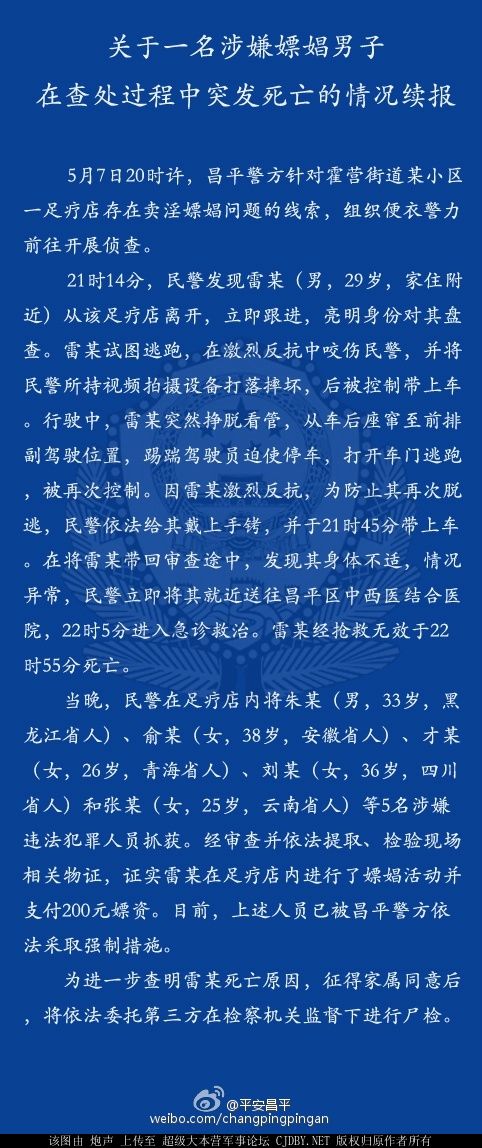 关于一名涉嫌嫖娼男子
在查处过程中突发死亡的情况续报
5月7日20时许，昌平警方针对霍营街道某小区
一足疗店存在卖淫嫖娼问题的线索，组织便衣警力
前往开展侦查。
21时14分，民警发现雷某（男，29岁，家住附
近）从该足疗店离开，立即跟进，亮明身份对其盘
查。雷某试图逃跑，在激烈反抗中咬伤民警，并将
民警所持视频拍摄设备打落摔坏，后被控制带上车
。行驶中，雷某突然挣脱看管，从车后座窜至前排
副驾驶位置，踢踹驾驶员迫使停车，打开车门逃跑
，被再次控制。因雷某激烈反抗，为防止其再次脱
逃，民警依法给其戴上手铐，并于21时45分带上车
。在将雷某带回审查途中，发现其身体不适，情况
异常，民警立即将其就近送往昌平区中西医结合医
院，22时5分进入急诊救治。雷某经抢救无效于22
时55分死亡。
当晚，民警在足疗店内将朱某（男，33岁，黑
龙江省人）、俞某（女，38岁，安徽省人）、才某
（女，26岁，青海省人）、刘某（女，36岁，四川
省人）和张某（女，25岁，云南省人）等5名涉嫌
违法犯罪人员抓获。经审查并依法提取、检验现场
相关物证，证实雷某在足疗店内进行了嫖娼活动并
支付200元嫖资。目前，上述人员已被昌平警方依
法采取强制措施。
为进一步查明雷某死亡原因，征得家属同意后
，将依法委托第三方在检察机关监督下进行尸检。
@平安昌平
weibo.com/changpingpingan
该图由 炮声 上传至 超级大本营军事论坛 CJDBY.NET 版权归原作者所有